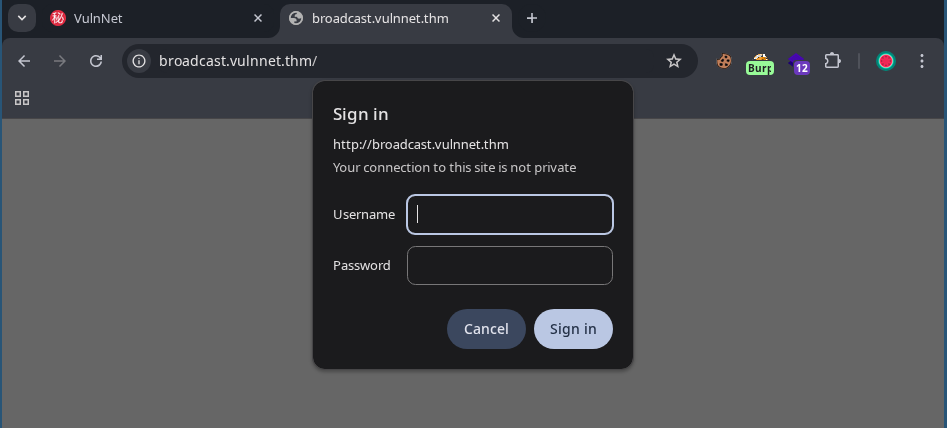 秘 VulnNet
broadcast.vulnnet.thm
broadcast.vulnnet.thm/
Burp
12
Sign in
http://broadcast.vulnnet.thm
Your connection to this site is not private
Username
Password
Cancel Sign in